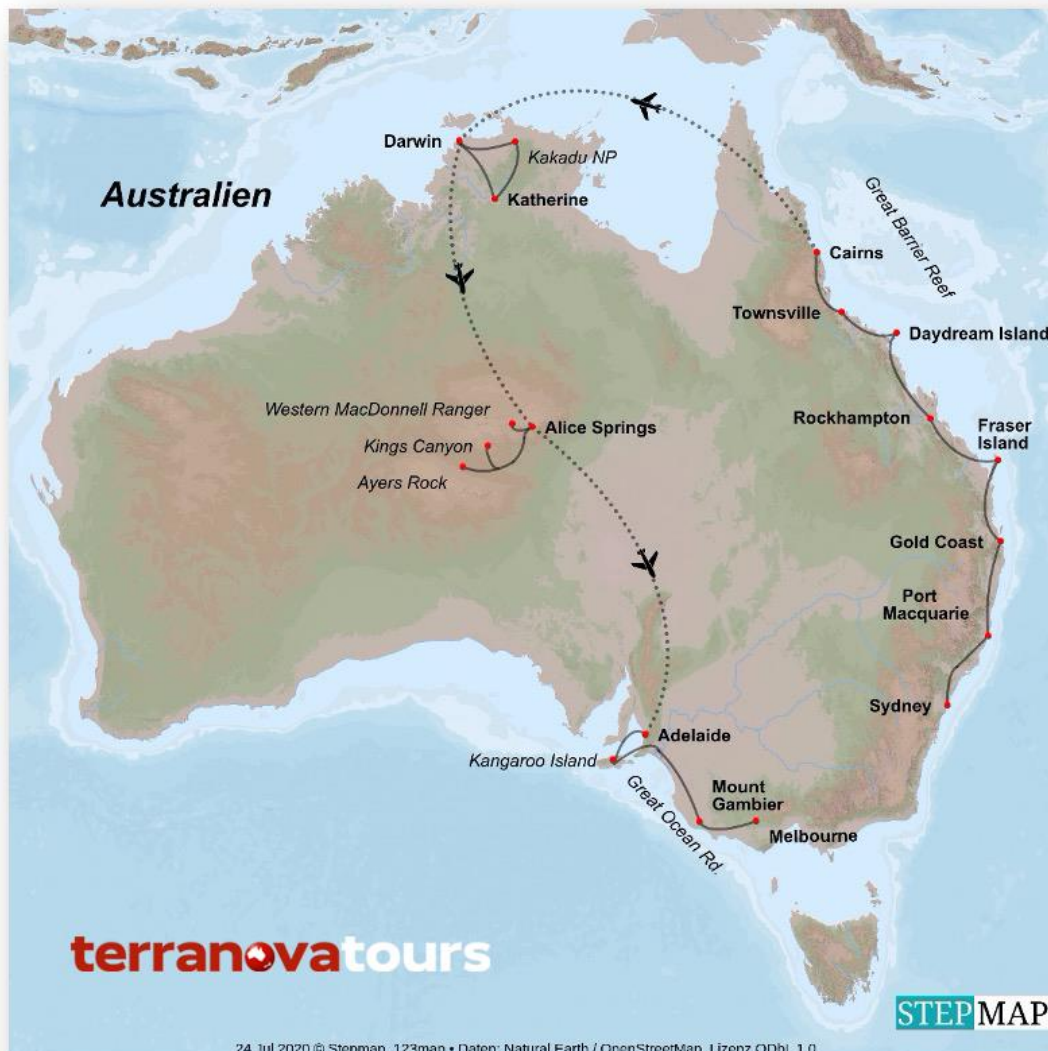 Darwin
Kakadu NP
Australien
Katherine
Great Barrier Reef
Cairns
Townsville
Daydream Island
Western MacDonnell Ranger
Alice Springs
Rockhampton
Fraser
Island
Kings Canyon
Ayers Rock
Gold Coast
Port
Macquarie
Sydney
Adelaide
Kangaroo Island
Great Ocean Rd.
Mount
Gambier
Melbourne
terranovatours
STEPMAP
24 Jul 2020 © Stepmap, 123map • Daten: Natural Earth / OpenStreetMap, Lizenz ODbL 1.0